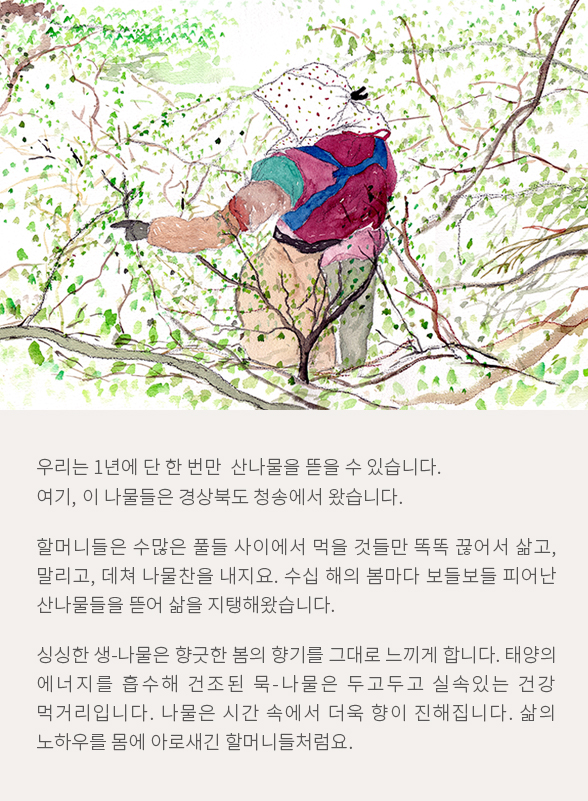 우리는 1년에 단 한 번만 산나물을 뜯을 수 있습니다.
여기, 이 나물들은 경상북도 청송에서 왔습니다.
할머니들은 수많은 풀들 사이에서 먹을 것들만 똑똑 끊어서 삶고,
말리고, 데쳐 나물찬을 내지요. 수십 해의 봄마다 보들보들 피어난
산나물들을 뜯어 삶을 지탱해왔습니다.
싱싱한 생-나물은 향긋한 봄의 향기를 그대로 느끼게 합니다. 태양의
에너지를 흡수해 건조된 묵-나물은 두고두고 실속있는 건강
먹거리입니다. 나물은 시간 속에서 더욱 향이 진해집니다. 삶의
노하우를 몸에 아로새긴 할머니들처럼요.